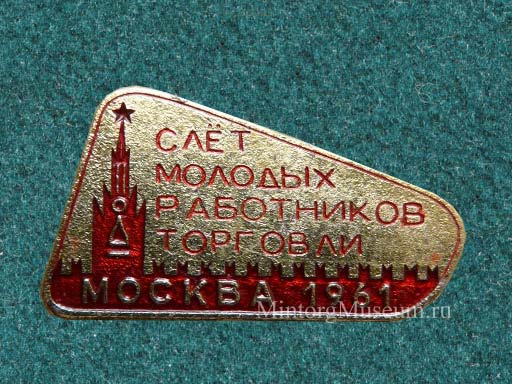 СЛЁТ
МОЛОДЫХ
РАБОТНИКОВ
ТОРГОВЛИ
МОСКВА 1961
MintorgMuseum.ru